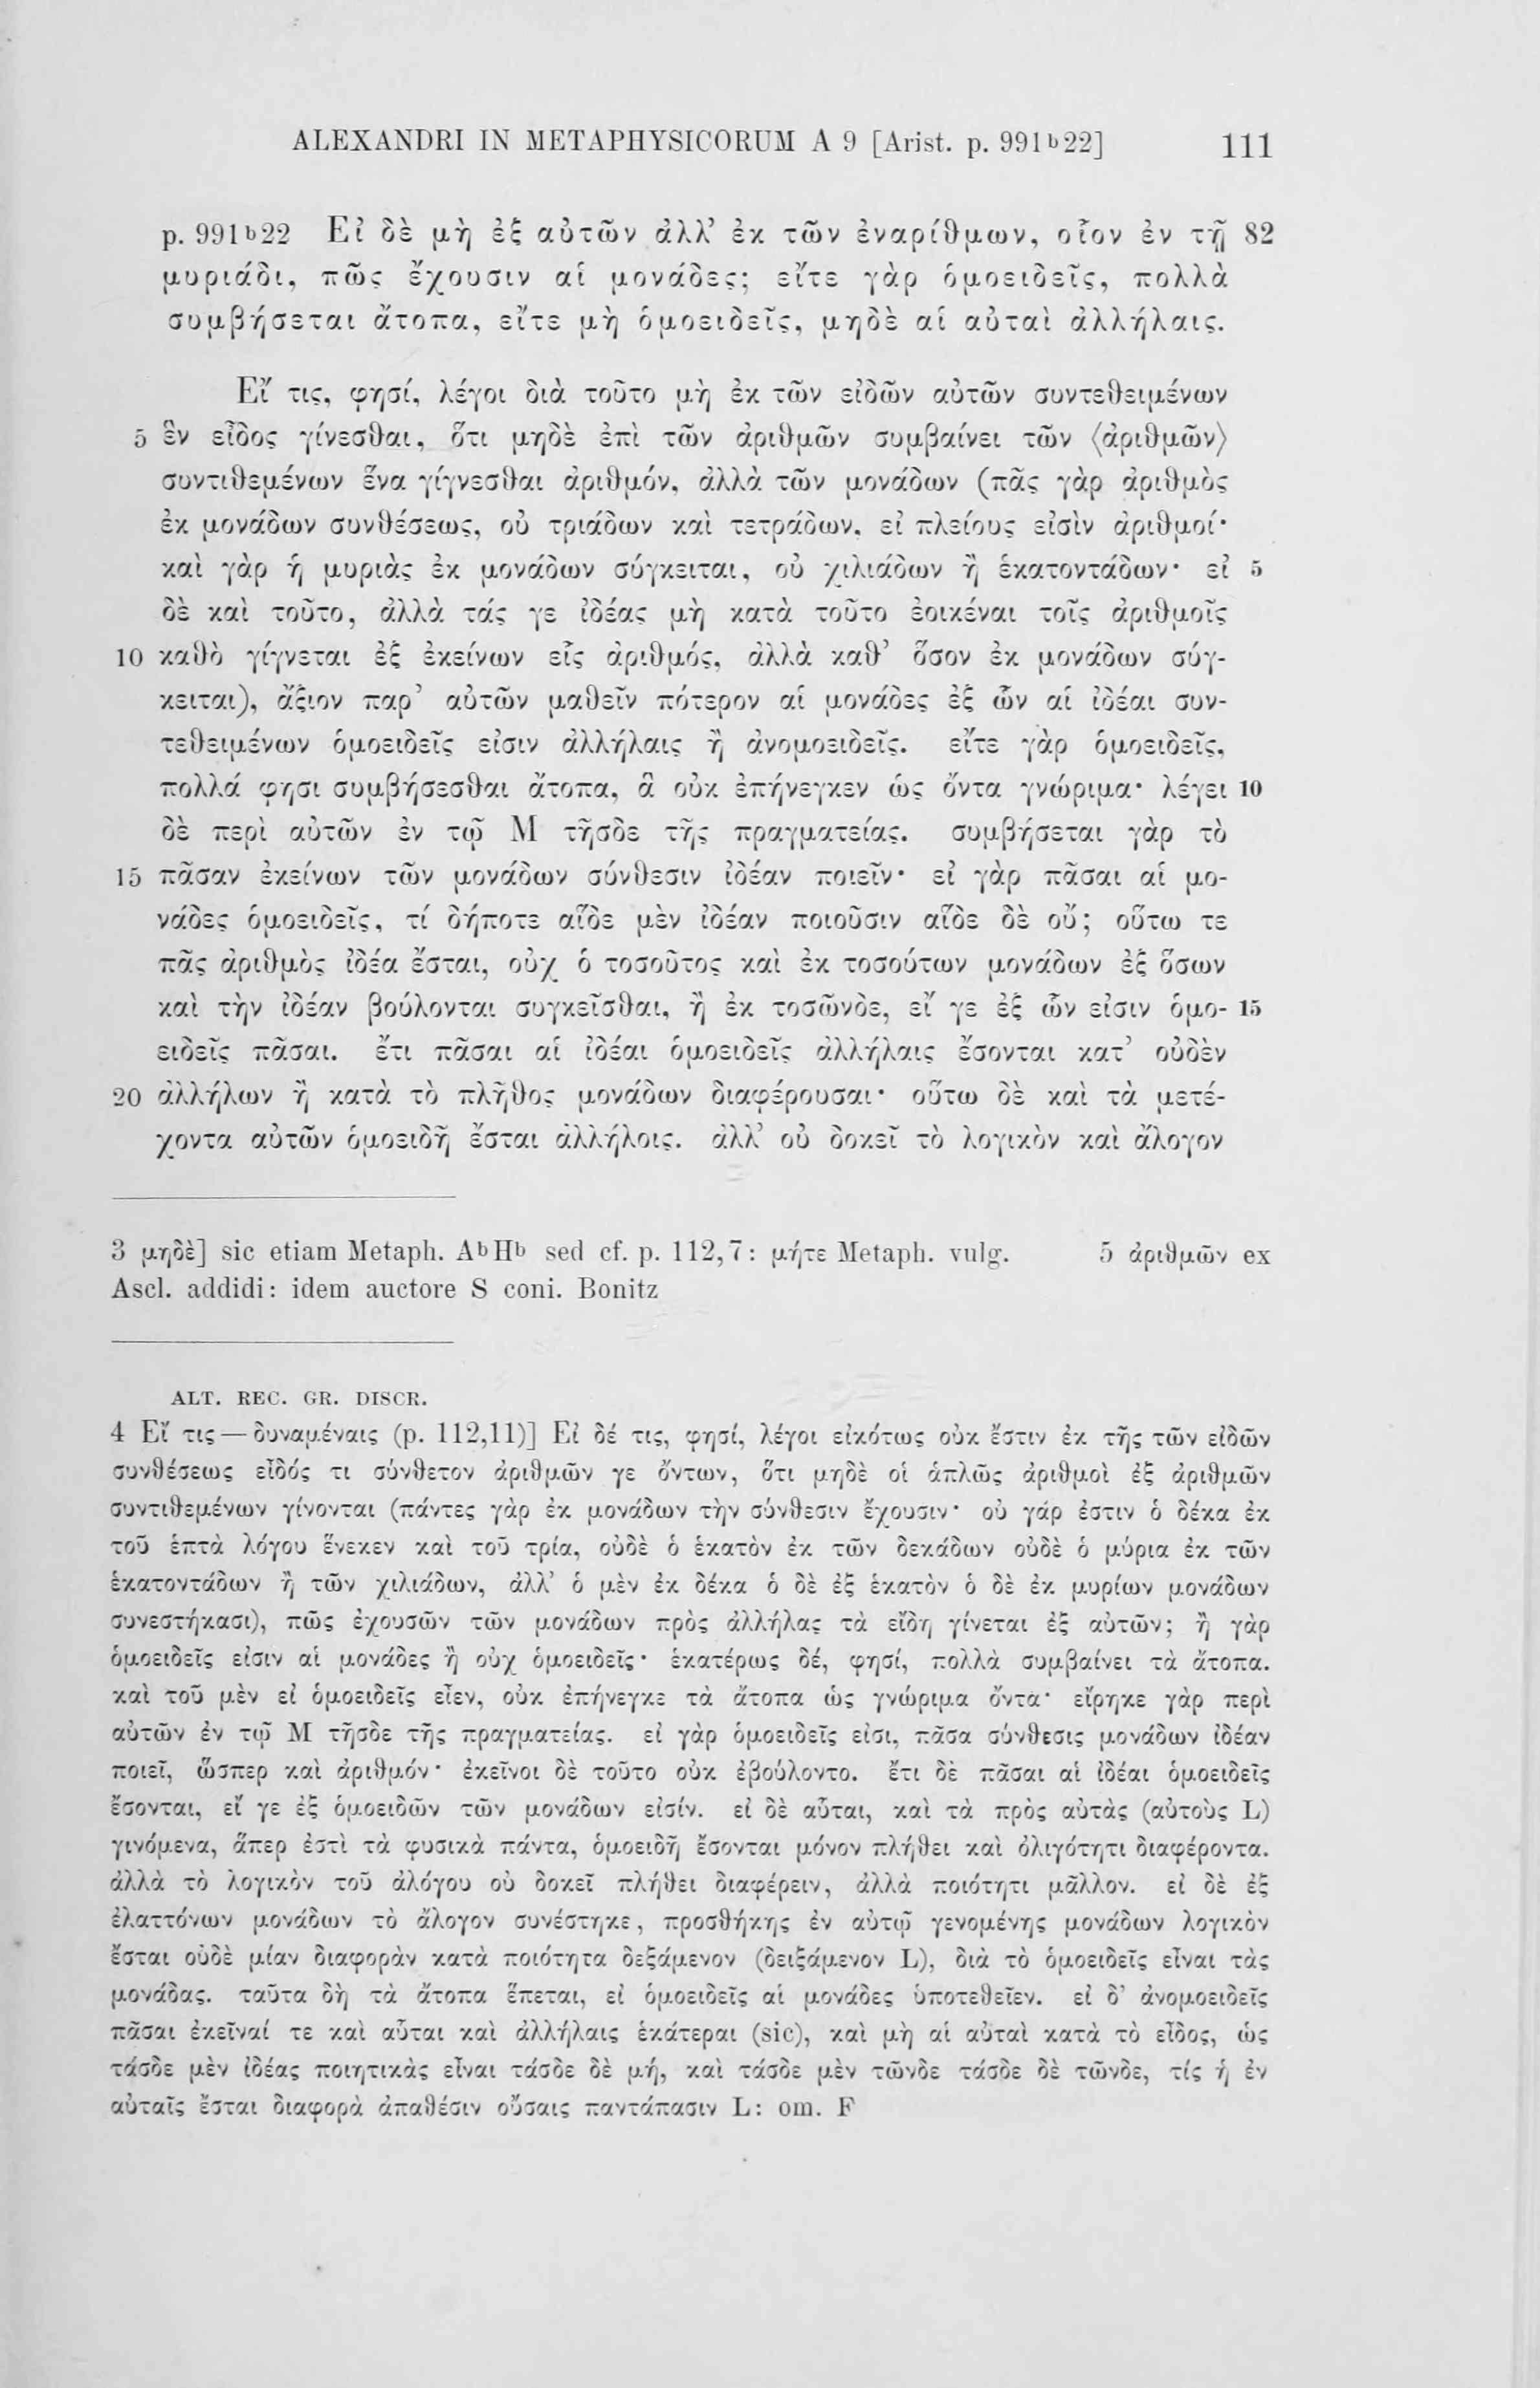 ALEXANDRI IN METAPHYSICORUM A 9 [Arist. p. 991b22] 111
p. 991b22 Εἰ δὲ μὴ ἐξ αὐτῶν ἀλλ’ ἐκ τῶν ἐναρίθμων, οἷον ἐν τῇ 82
μυριάδι, πῶς ἔχουσιν αἱ μονάδες; εἴτε γὰρ ὁμοειδεῖς, πολλὰ
συμβήσεται ἄτοπα, εἴτε μὴ ὁμοειδεῖς, μηδὲ αἱ αὐταὶ ἀλλήλαις.
Εἴ τις, φησί, λέγοι διὰ τοῦτο μὴ ἐκ τῶν εἰδῶν αὐτῶν συντεθειμένων
5 ἓν εἶδος γίνεσθαι, ὅτι μηδὲ ἐπὶ τῶν ἀριθμῶν συμβαίνει τῶν ⟨ἀριθμῶν⟩
συντιθεμένων ἕνα γίγνεσθαι ἀριθμόν, ἀλλὰ τῶν μονάδων (πᾶς γὰρ ἀριθμὸς
ἐκ μονάδων συνθέσεως, οὐ τριάδων καὶ τετράδων, εἰ πλείους εἰσὶν ἀριθμοί·
καὶ γὰρ ἡ μυριὰς ἐκ μονάδων σύγκειται, οὐ χιλιάδων ἢ ἑκατοντάδων· εἰ 5
δὲ καὶ τοῦτο, ἀλλὰ τάς γε ἰδέας μὴ κατὰ τοῦτο ἐοικέναι τοῖς ἀριθμοῖς
10 καθὸ γίγνεται ἐξ ἐκείνων εἷς ἀριθμός, ἀλλὰ καθ’ ὅσον ἐκ μονάδων σύγ-
κειται), ἄξιον παρ’ αὐτῶν μαθεῖν πότερον αἱ μονάδες ἐξ ὧν αἱ ἰδέαι συν-
τεθειμένων ὁμοειδεῖς εἰσιν ἀλλήλαις ἢ ἀνομοειδεῖς. εἴτε γὰρ ὁμοειδεῖς,
πολλά φησι συμβήσεσθαι ἄτοπα, ἃ οὐκ ἐπήνεγκεν ὡς ὄντα γνώριμα· λέγει 10
δὲ περὶ αὐτῶν ἐν τῷ Μ τῆσδε τῆς πραγματείας. συμβήσεται γὰρ τὸ
15 πᾶσαν ἐκείνων τῶν μονάδων σύνθεσιν ἰδέαν ποιεῖν· εἰ γὰρ πᾶσαι αἱ μο-
νάδες ὁμοειδεῖς, τί δήποτε αἵδε μὲν ἰδέαν ποιοῦσιν αἵδε δὲ οὔ; οὕτω τε
πᾶς ἀριθμὸς ἰδέα ἔσται, οὐχ ὁ τοσοῦτος καὶ ἐκ τοσούτων μονάδων ἐξ ὅσων
καὶ τὴν ἰδέαν βούλονται συγκεῖσθαι, ἢ ἐκ τοσῶνδε, εἴ γε ἐξ ὧν εἰσιν ὁμο- 15
ειδεῖς πᾶσαι. ἔτι πᾶσαι αἱ ἰδέαι ὁμοειδεῖς ἀλλήλαις ἔσονται κατ’ οὐδὲν
20 ἀλλήλων ἢ κατὰ τὸ πλῆθος μονάδων διαφέρουσαι· οὕτω δὲ καὶ τὰ μετέ-
χοντα αὐτῶν ὁμοειδῆ ἔσται ἀλλήλοις. ἀλλ’ οὐ δοκεῖ τὸ λογικὸν καὶ ἄλογον
3 μηδὲ] sic etiam Metaph. AbHb sed cf. p. 112,7: μήτε Metaph. vulg. 5 ἀριθμῶν ex
Ascl. addidi: idem auctore S coni. Bonitz
ALT. REC. GR. DISCR.
4 Εἴ τις — δυναμέναις (p. 112,11)] Εἰ δέ τις, φησί, λέγοι εἰκότως οὐκ ἔστιν ἐκ τῆς τῶν εἰδῶν
συνθέσεως εἶδός τι σύνθετον ἀριθμῶν γε ὄντων, ὅτι μηδὲ οἱ ἁπλῶς ἀριθμοὶ ἐξ ἀριθμῶν
συντιθεμένων γίνονται (πάντες γὰρ ἐκ μονάδων τὴν σύνθεσιν ἔχουσιν· οὐ γάρ ἐστιν ὁ δέκα ἐκ
τοῦ ἑπτὰ λόγου ἕνεκεν καὶ τοῦ τρία, οὐδὲ ὁ ἑκατὸν ἐκ τῶν δεκάδων οὐδὲ ὁ μύρια ἐκ τῶν
ἑκατοντάδων ἢ τῶν χιλιάδων, ἀλλ’ ὁ μὲν ἐκ δέκα ὁ δὲ ἐξ ἑκατὸν ὁ δὲ ἐκ μυρίων μονάδων
συνεστήκασι), πῶς ἐχουσῶν τῶν μονάδων πρὸς ἀλλήλας τὰ εἴδη γίνεται ἐξ αὐτῶν; ἢ γὰρ
ὁμοειδεῖς εἰσιν αἱ μονάδες ἢ οὐχ ὁμοειδεῖς· ἑκατέρως δέ, φησί, πολλὰ συμβαίνει τὰ ἄτοπα.
καὶ τοῦ μὲν εἰ ὁμοειδεῖς εἶεν, οὐκ ἐπήνεγκε τὰ ἄτοπα ὡς γνώριμα ὄντα· εἴρηκε γὰρ περὶ
αὐτῶν ἐν τῷ Μ τῆσδε τῆς πραγματείας. εἰ γὰρ ὁμοειδεῖς εἰσι, πᾶσα σύνθεσις μονάδων ἰδέαν
ποιεῖ, ὥσπερ καὶ ἀριθμόν· ἐκεῖνοι δὲ τοῦτο οὐκ ἐβούλοντο. ἔτι δὲ πᾶσαι αἱ ἰδέαι ὁμοειδεῖς
ἔσονται, εἴ γε ἐξ ὁμοειδῶν τῶν μονάδων εἰσίν. εἰ δὲ αὗται, καὶ τὰ πρὸς αὐτὰς (αὐτοὺς L)
γινόμενα, ἅπερ ἐστὶ τὰ φυσικὰ πάντα, ὁμοειδῆ ἔσονται μόνον πλήθει καὶ ὀλιγότητι διαφέροντα.
ἀλλὰ τὸ λογικὸν τοῦ ἀλόγου οὐ δοκεῖ πλήθει διαφέρειν, ἀλλὰ ποιότητι μᾶλλον. εἰ δὲ ἐξ
ἐλαττόνων μονάδων τὸ ἄλογον συνέστηκε, προσθήκης ἐν αὐτῷ γενομένης μονάδων λογικὸν
ἔσται οὐδὲ μίαν διαφορὰν κατὰ ποιότητα δεξάμενον (δειξάμενον L), διὰ τὸ ὁμοειδεῖς εἶναι τὰς
μονάδας. ταῦτα δὴ τὰ ἄτοπα ἕπεται, εἰ ὁμοειδεῖς αἱ μονάδες ὑποτεθεῖεν. εἰ δ’ ἀνομοειδεῖς
πᾶσαι ἐκεῖναί τε καὶ αὗται καὶ ἀλλήλαις ἑκάτεραι (sic), καὶ μὴ αἱ αὐταὶ κατὰ τὸ εἶδος, ὡς
τάσδε μὲν ἰδέας ποιητικὰς εἶναι τάσδε δὲ μή, καὶ τάσδε μὲν τῶνδε τάσδε δὲ τῶνδε, τίς ἡ ἐν
αὐταῖς ἔσται διαφορὰ ἀπαθέσιν οὔσαις παντάπασιν L: om. F